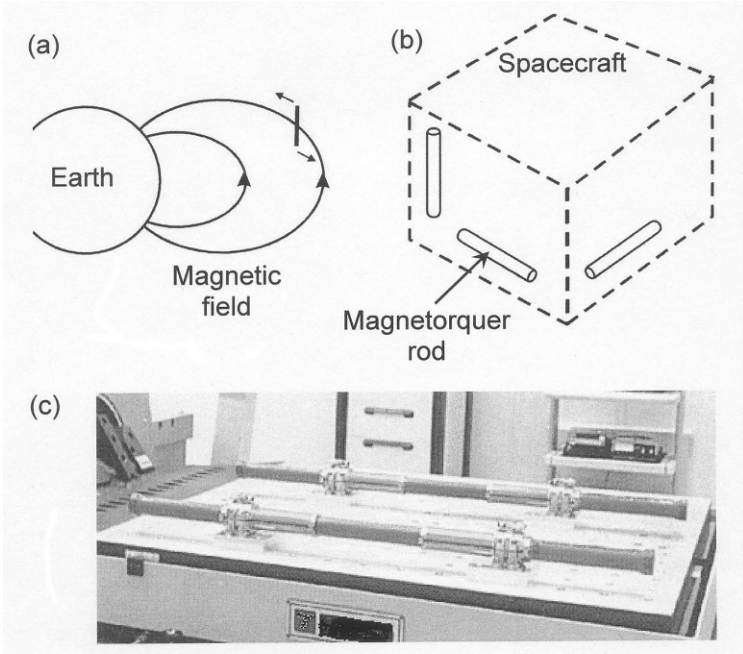 (a)
Earth
Magnetic
field
(b)
Spacecraft
Magnetorquer
rod
(c)